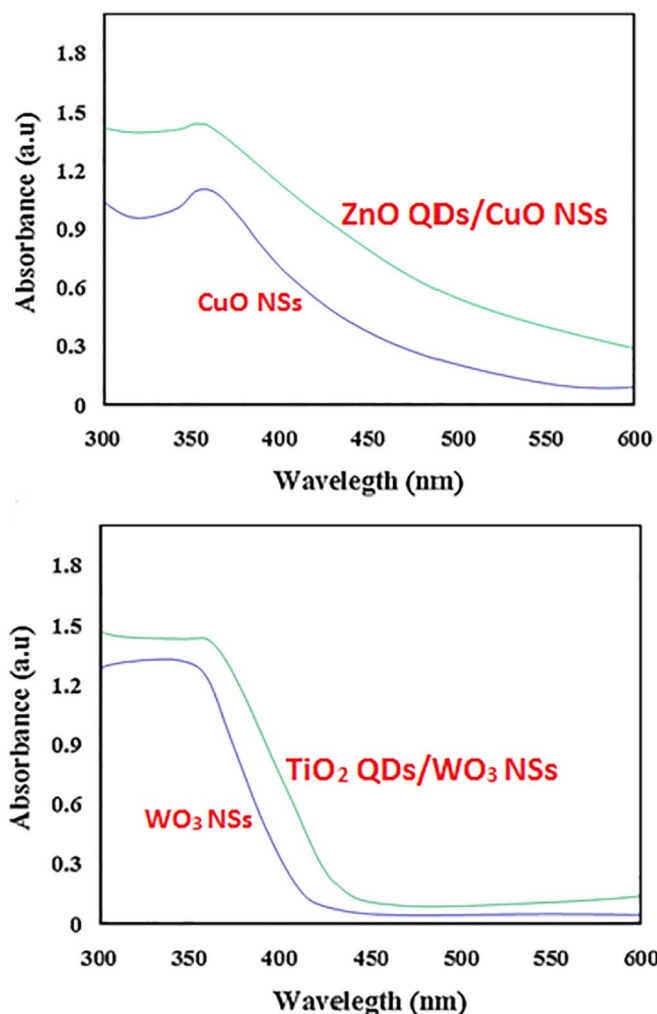 1.8
1.5
1.2
0.9
0.6
0.3
0
Absorbance (a.u)
ZnO QDs/CuO NSs
CuO NSs
300 350 400 450 500 550 600
Wavelegth (nm)
1.8
1.5
1.2
0.9
0.6
0.3
0
Absorbance (a.u)
TiO₂ QDs/WO₃ NSs
WO₃ NSs
300 350 400 450 500 550 600
Wavelegth (nm)